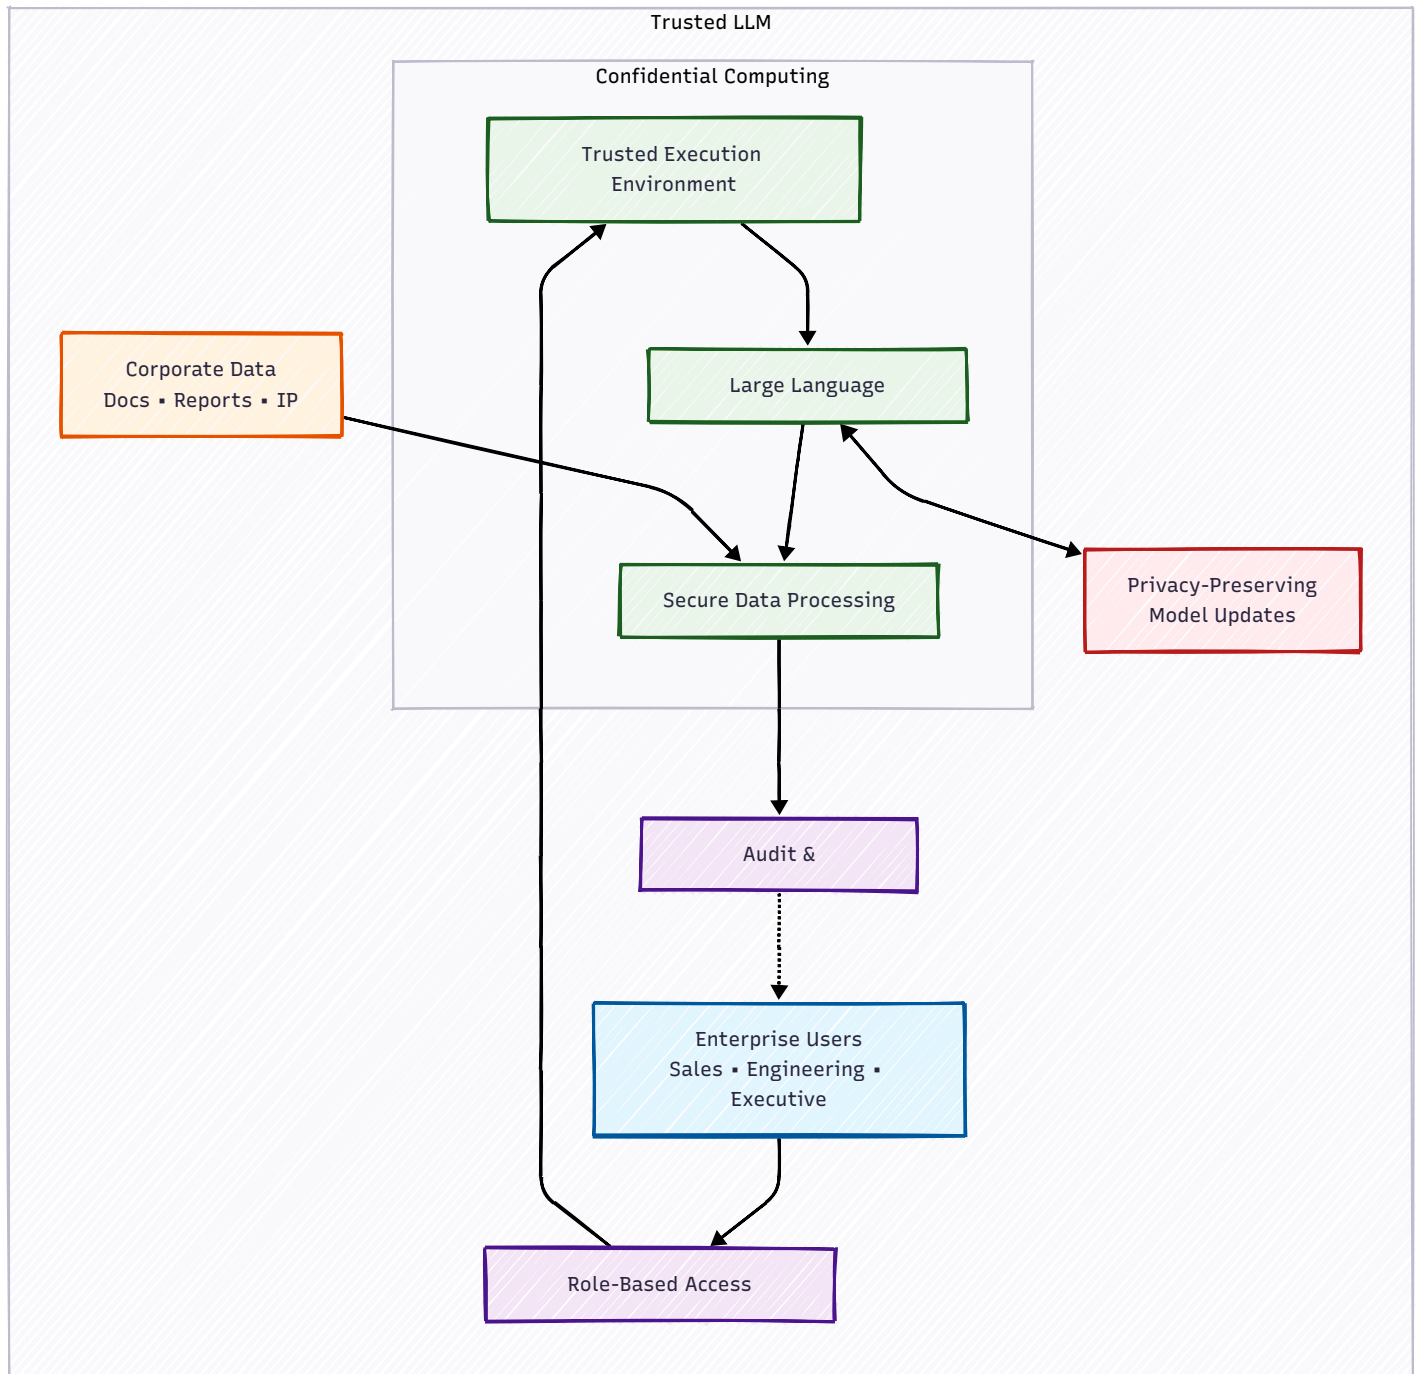 Trusted LLM
Confidential Computing
Trusted Execution
Environment
Corporate Data
Docs ▪ Reports ▪ IP
Large Language
Privacy-Preserving
Model Updates
Secure Data Processing
Audit &
Enterprise Users
Sales ▪ Engineering ▪
Executive
Role-Based Access